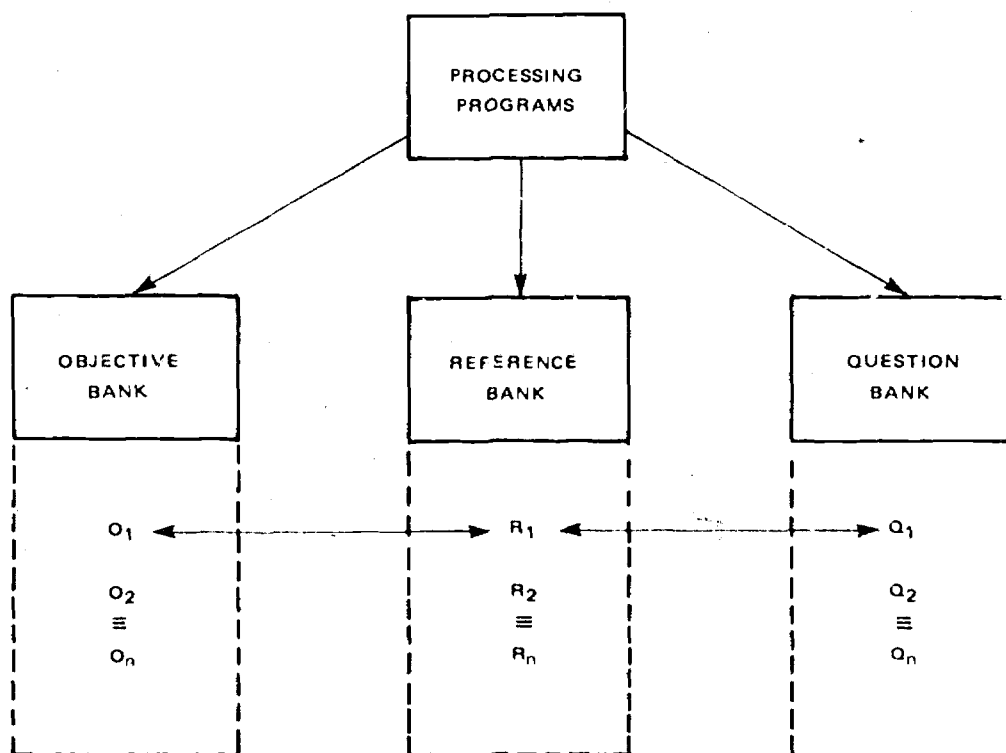 PROCESSING
PROGRAMS
OBJECTIVE
BANK
REFERENCE
BANK
QUESTION
BANK
O₁ R₁ Q₁
O₂ R₂ Q₂
≡ ≡ ≡
Oₙ Rₙ Qₙ